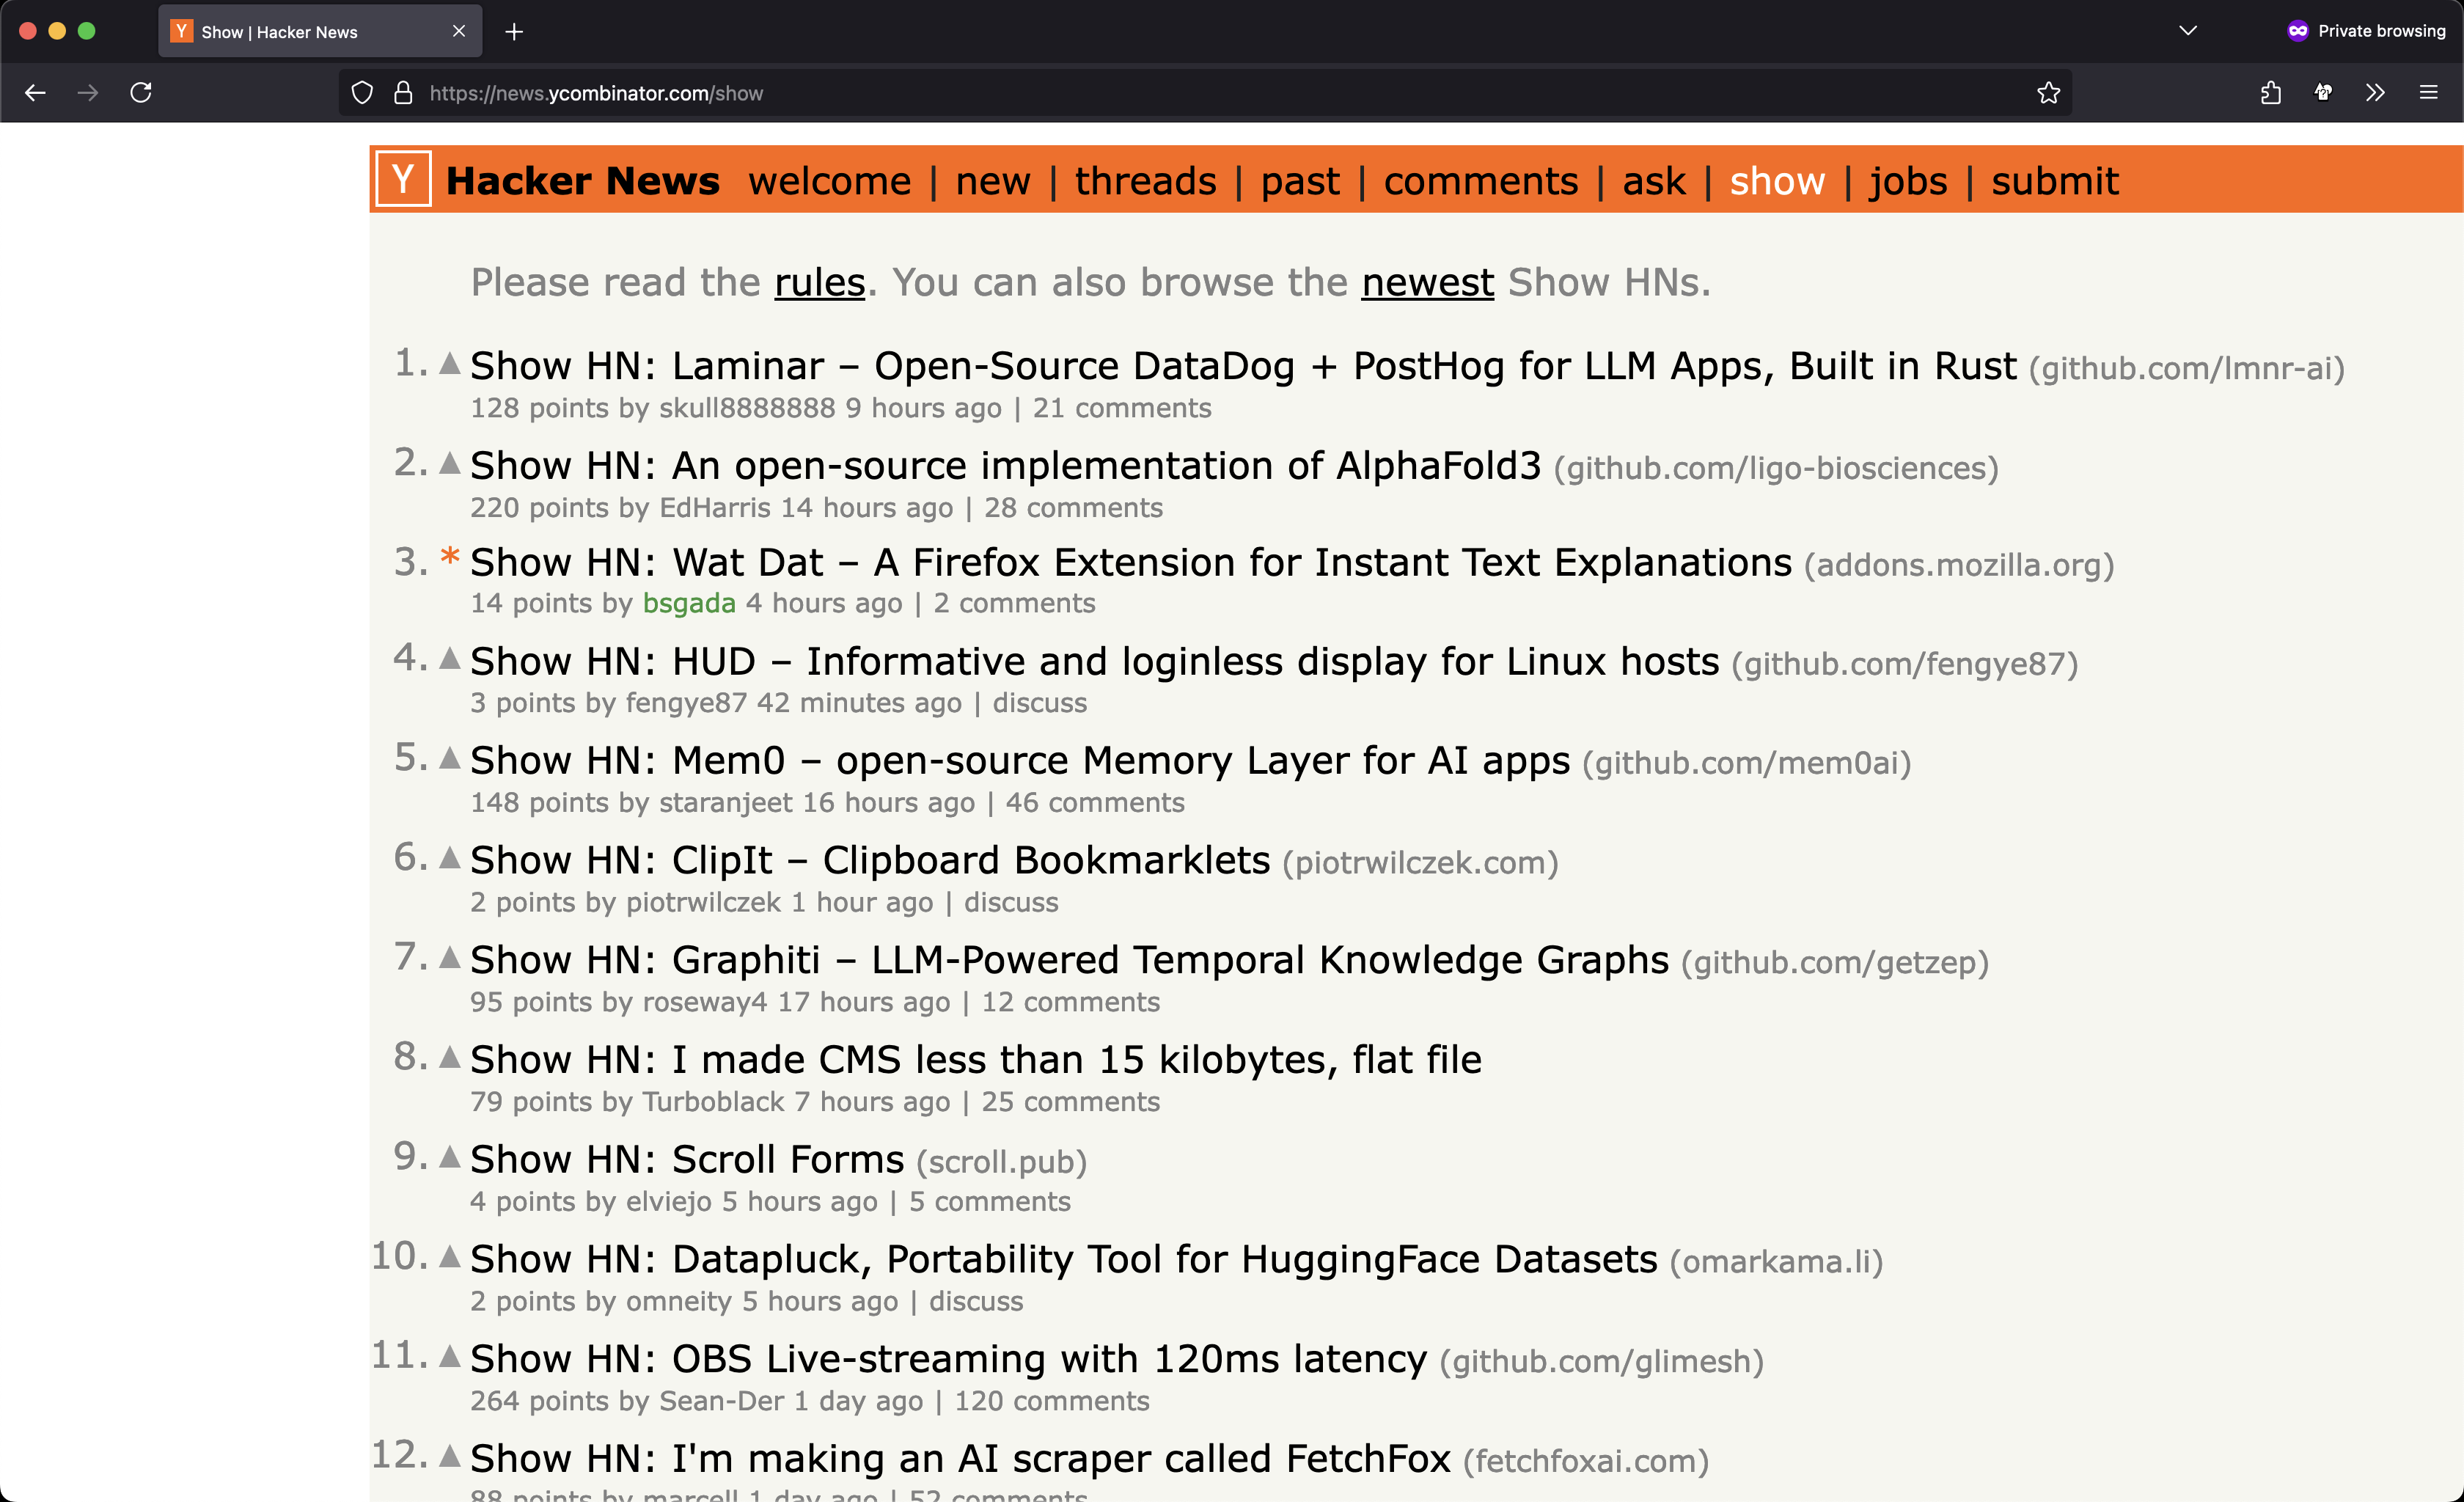 Y Show | Hacker News
Private browsing
https://news.ycombinator.com/show
Y Hacker News welcome | new | threads | past | comments | ask | show | jobs | submit
Please read the rules. You can also browse the newest Show HNs.
1. Show HN: Laminar – Open-Source DataDog + PostHog for LLM Apps, Built in Rust (github.com/lmnr-ai)
128 points by skull8888888 9 hours ago | 21 comments
2. Show HN: An open-source implementation of AlphaFold3 (github.com/ligo-biosciences)
220 points by EdHarris 14 hours ago | 28 comments
3. * Show HN: Wat Dat – A Firefox Extension for Instant Text Explanations (addons.mozilla.org)
14 points by bsgada 4 hours ago | 2 comments
4. Show HN: HUD – Informative and loginless display for Linux hosts (github.com/fengye87)
3 points by fengye87 42 minutes ago | discuss
5. Show HN: Mem0 – open-source Memory Layer for AI apps (github.com/mem0ai)
148 points by staranjeet 16 hours ago | 46 comments
6. Show HN: ClipIt – Clipboard Bookmarklets (piotrwilczek.com)
2 points by piotrwilczek 1 hour ago | discuss
7. Show HN: Graphiti – LLM-Powered Temporal Knowledge Graphs (github.com/getzep)
95 points by roseway4 17 hours ago | 12 comments
8. Show HN: I made CMS less than 15 kilobytes, flat file
79 points by Turboblack 7 hours ago | 25 comments
9. Show HN: Scroll Forms (scroll.pub)
4 points by elviejo 5 hours ago | 5 comments
10. Show HN: Datapluck, Portability Tool for HuggingFace Datasets (omarkama.li)
2 points by omneity 5 hours ago | discuss
11. Show HN: OBS Live-streaming with 120ms latency (github.com/glimesh)
264 points by Sean-Der 1 day ago | 120 comments
12. Show HN: I'm making an AI scraper called FetchFox (fetchfoxai.com)
88 points by marcell 1 day ago | 52 comments